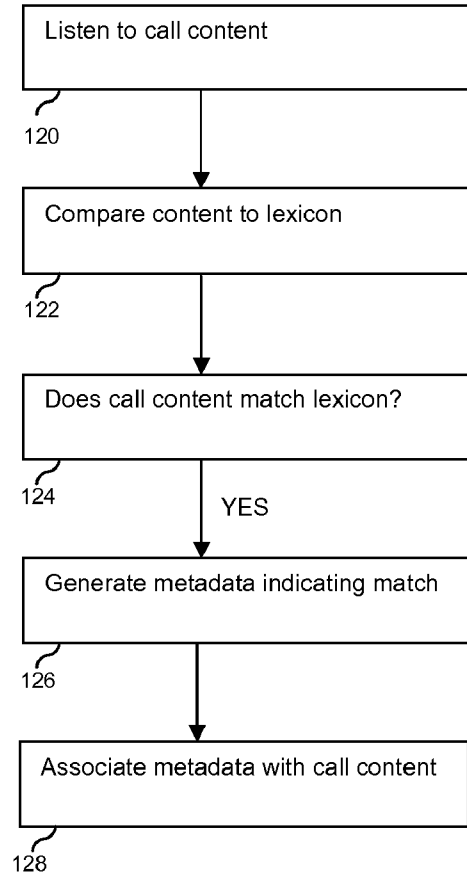 Listen to call content
120
Compare content to lexicon
122
Does call content match lexicon?
124
YES
Generate metadata indicating match
126
Associate metadata with call content
128